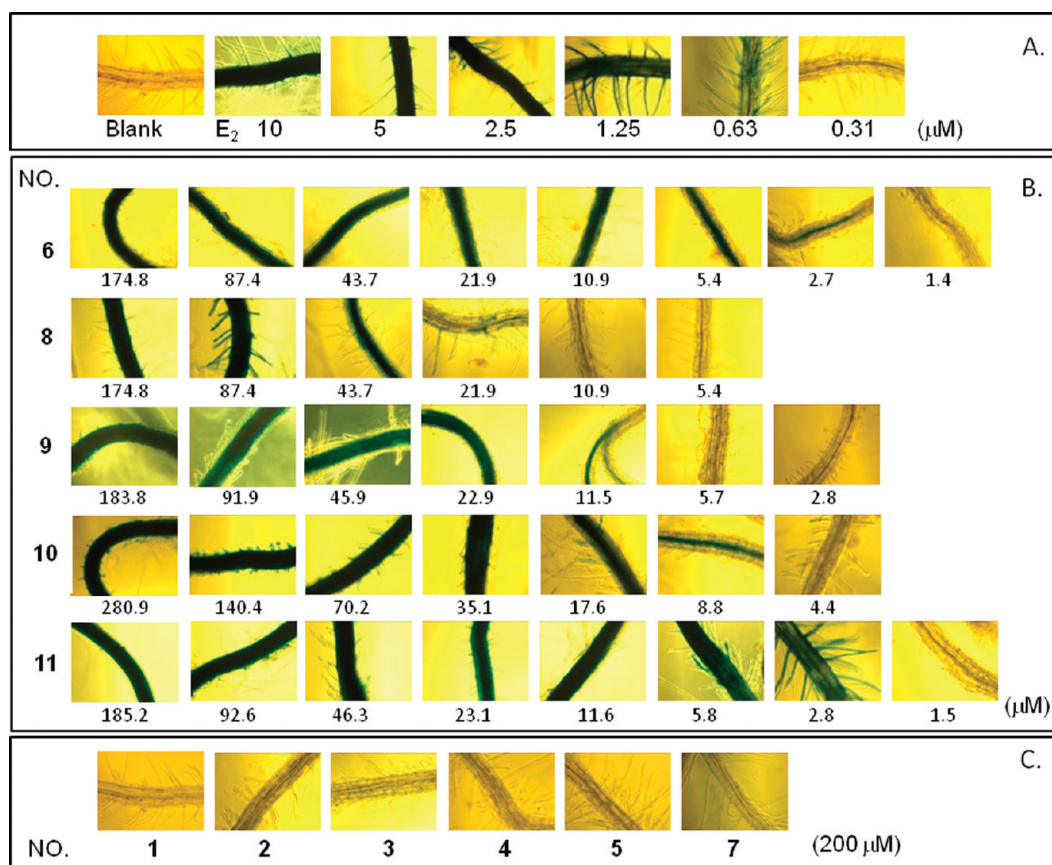 A.
Blank E2 10 5 2.5 1.25 0.63 0.31 (μM)
NO. B.
6
174.8 87.4 43.7 21.9 10.9 5.4 2.7 1.4
8
174.8 87.4 43.7 21.9 10.9 5.4
9
183.8 91.9 45.9 22.9 11.5 5.7 2.8
10
280.9 140.4 70.2 35.1 17.6 8.8 4.4
11
185.2 92.6 46.3 23.1 11.6 5.8 2.8 1.5 (μM)
C.
NO. 1 2 3 4 5 7 (200 μM)